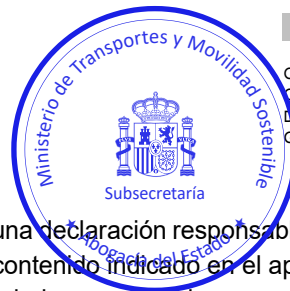 Ministerio de Transportes y Movilidad Sostenible
Subsecretaría
★ Abogacía del Estado ★
una declaración responsab
contenido indicado en el ap